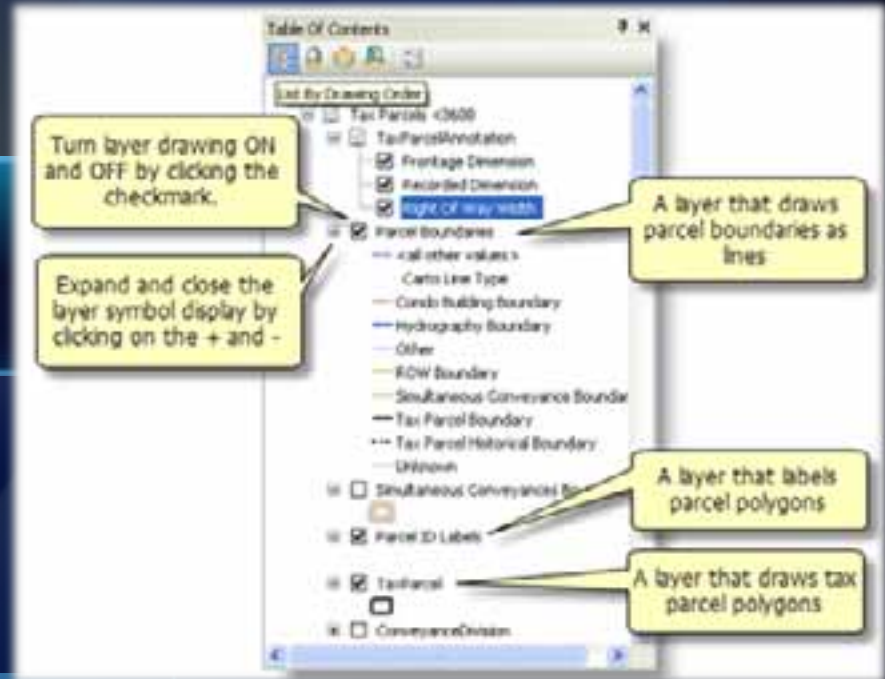 Table Of Contents
List By Drawing Order
Tax Parcels <3600
TaxParcelAnnotation
Frontage Dimension
Recorded Dimension
Right Of Way Width
Parcel Boundaries
<all other values>
Carto Line Type
Condo Building Boundary
Hydrography Boundary
Other
ROW Boundary
Simultaneous Conveyance Boundar
Tax Parcel Boundary
Tax Parcel Historical Boundary
Unknown
Simultaneous Conveyances Bo
Parcel ID Labels
TaxParcel
ConveyanceDivision
Turn layer drawing ON
and OFF by clicking the
checkmark.
Expand and close the
layer symbol display by
clicking on the + and -
A layer that draws
parcel boundaries as
lines
A layer that labels
parcel polygons
A layer that draws tax
parcel polygons